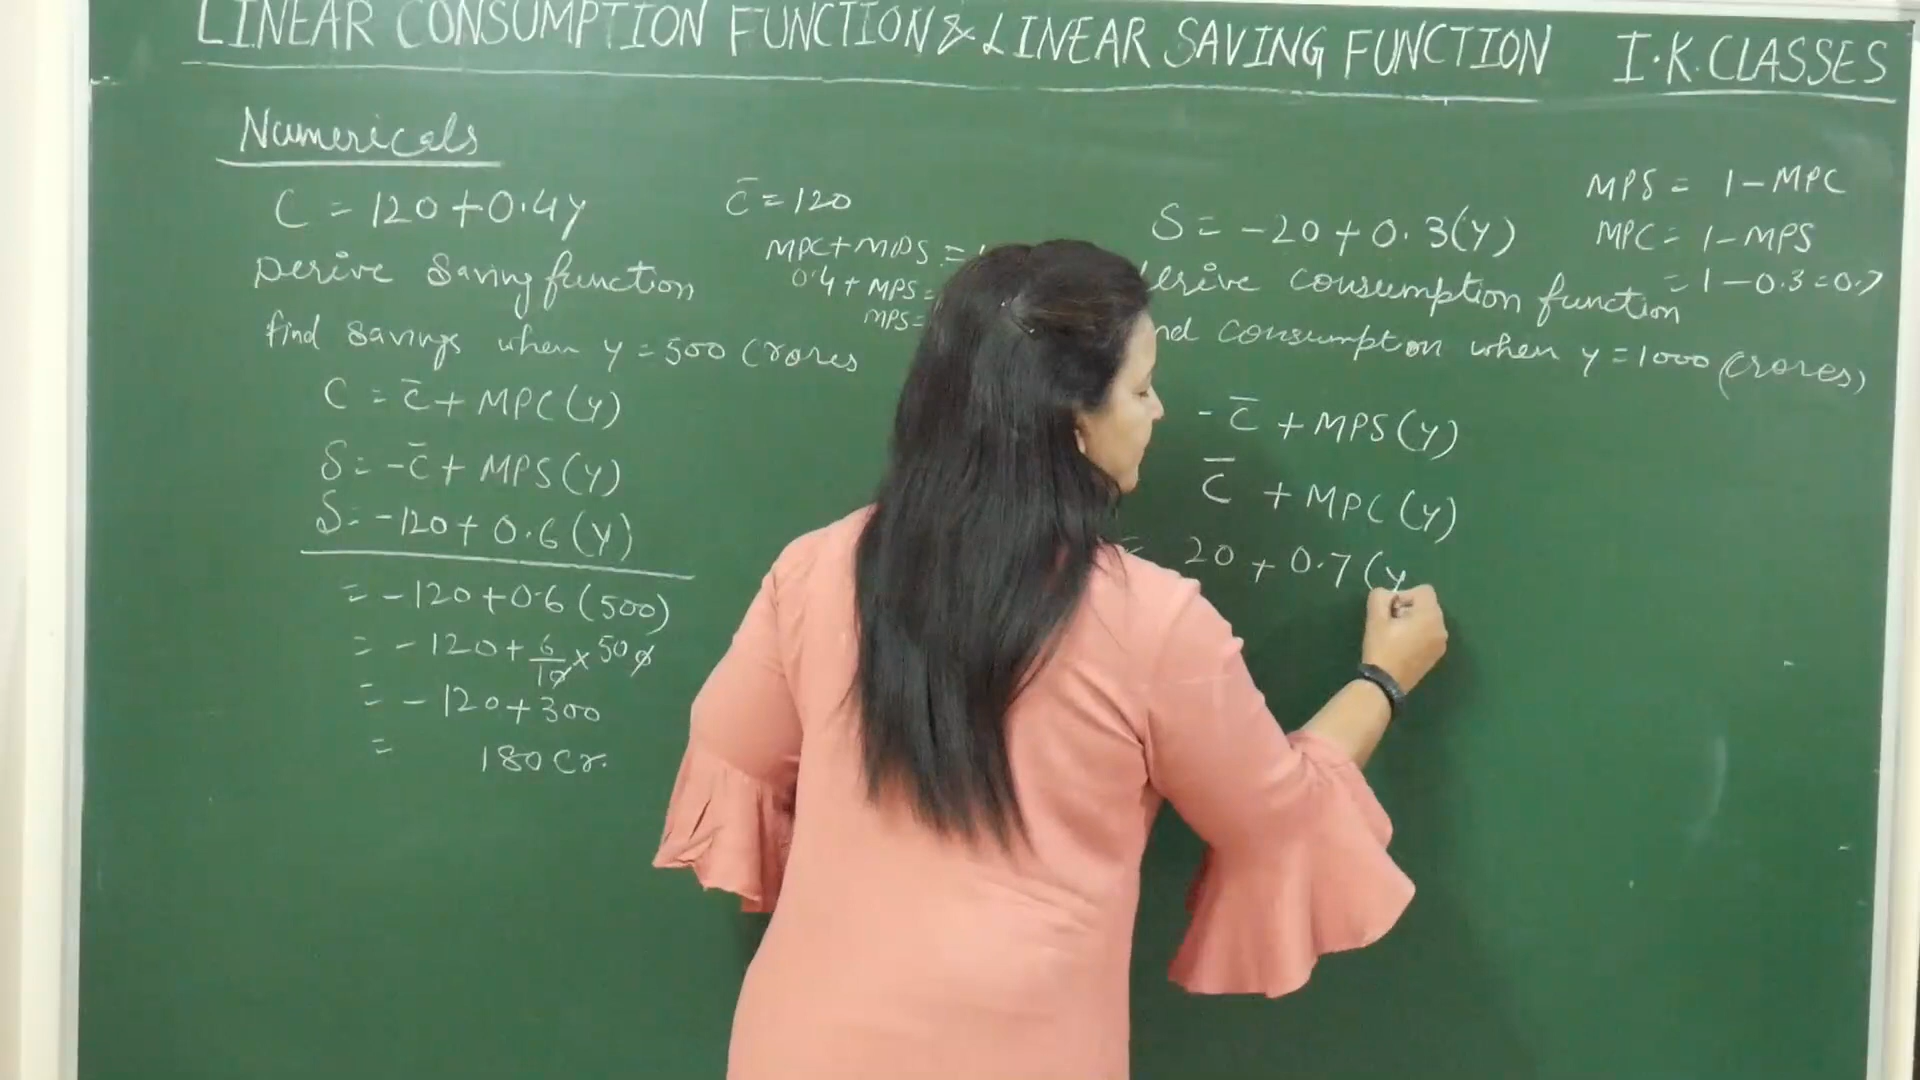 LINEAR CONSUMPTION FUNCTION & LINEAR SAVING FUNCTION I.K. CLASSES
Numericals
C = 120 + 0.4y
Derive Saving function
find savings when y = 500 Crores
C = c̄ + MPC(y)
S = -c̄ + MPS(y)
S = -120 + 0.6(y)
= -120 + 0.6(500)
= -120 + 6/10 × 500
= -120 + 300
= 180 Cr.
c̄ = 120
MPC + MPS =
0.4 + MPS =
MPS =
S = -20 + 0.3(y)
erive consumption function
nd consumption when y = 1000 (crores)
MPS = 1 - MPC
MPC = 1 - MPS
= 1 - 0.3 = 0.7
- c̄ + MPS(y)
c̄ + MPC(y)
= 20 + 0.7(y